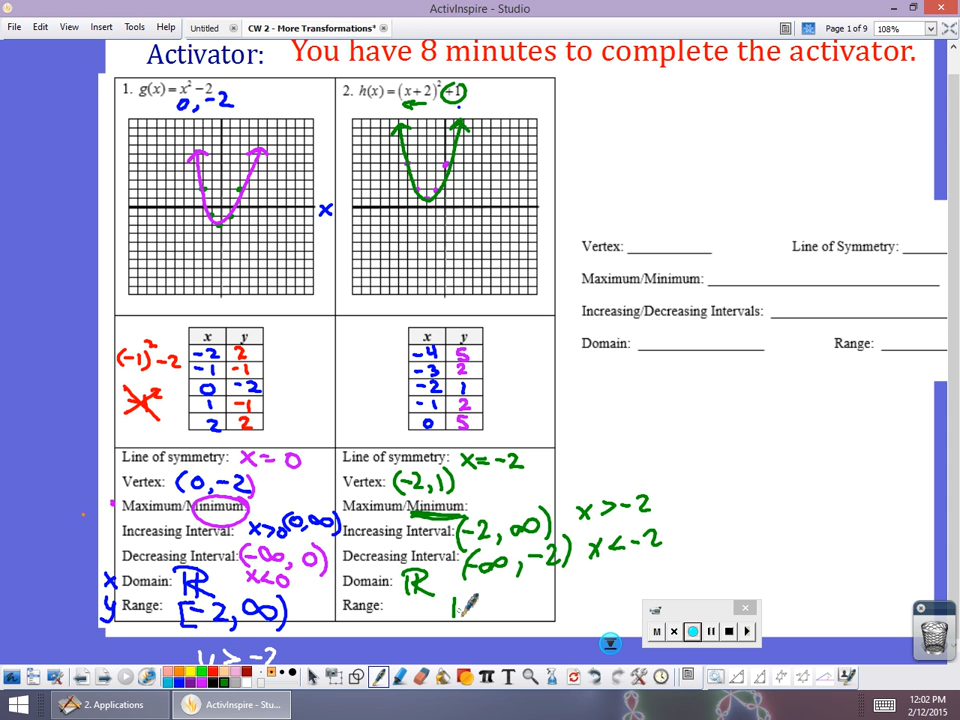 ActivInspire - Studio
File Edit View Insert Tools Help Untitled CW 2 - More Transformations* Page 1 of 9 108%
Activator: You have 8 minutes to complete the activator.
1. g(x) = x² − 2
0, -2
2. h(x) = (x + 2)² + 1
x
Vertex: Line of Symmetry:
Maximum/Minimum:
Increasing/Decreasing Intervals:
Domain: Range:
(-1)² - 2
x y
-2 2
-1 -1
0 -2
1 -1
2 2
x y
-4 5
-3 2
-2 1
-1 2
0 5
Line of symmetry: x = 0
Vertex: (0, -2)
Maximum/Minimum:
Increasing Interval: x>0 (0, ∞)
Decreasing Interval: (-∞, 0)
x<0
x Domain: ℝ
y Range: [-2, ∞)
y ≥ -2
Line of symmetry: x = -2
Vertex: (-2, 1)
Maximum/Minimum:
Increasing Interval: (-2, ∞) x > -2
Decreasing Interval: (-∞, -2) x < -2
Domain: ℝ
Range:
2. Applications
ActivInspire - Stu...
12:02 PM
2/12/2015